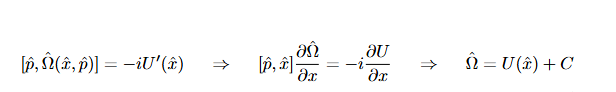 [p̂, Ω̂(x̂, p̂)] = −iU′(x̂) ⇒ [p̂, x̂] ∂Ω̂/∂x = −i ∂U/∂x ⇒ Ω̂ = U(x̂) + C